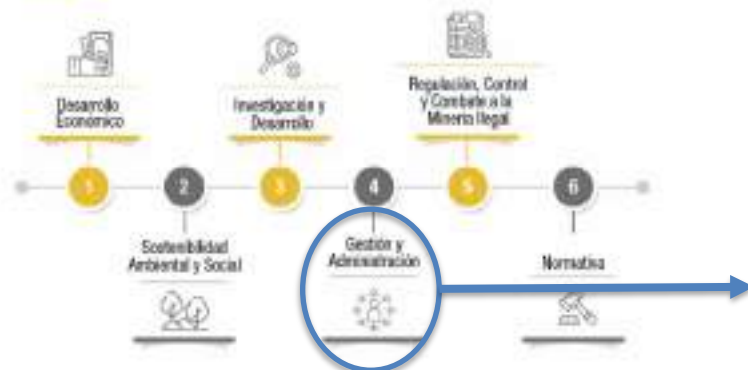 Desarrollo
Económico
Investigación y
Desarrollo
Regulación, Control
y Combate a la
Minería Ilegal
1
2
3
4
5
6
Sostenibilidad
Ambiental y Social
Gestión y
Administración
Normativa